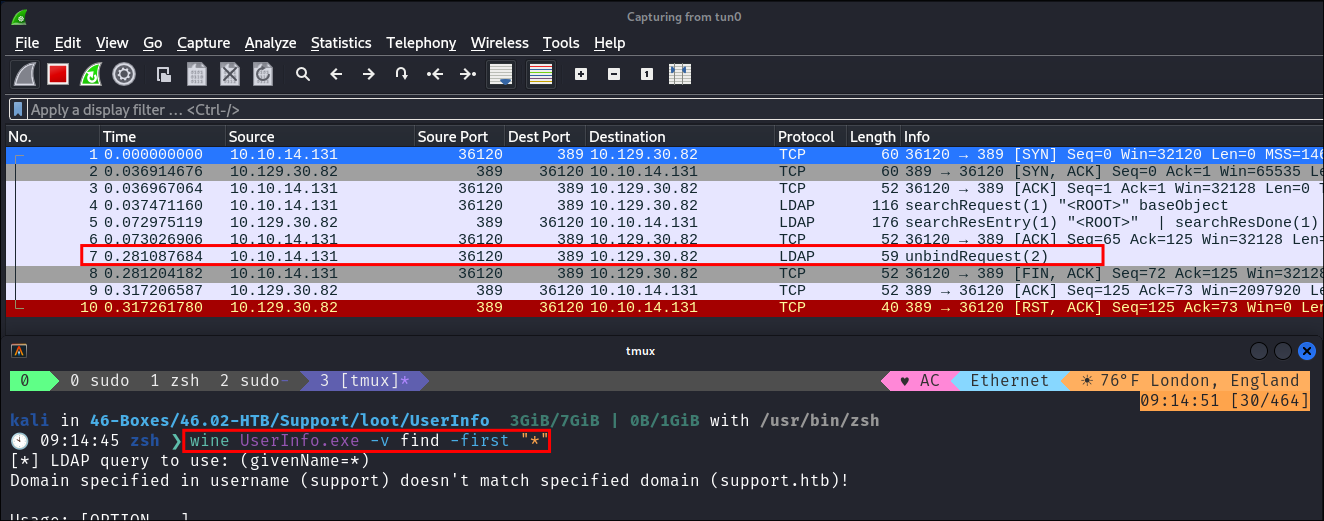 Capturing from tun0
File Edit View Go Capture Analyze Statistics Telephony Wireless Tools Help
Apply a display filter … <Ctrl-/>
No. Time Source Soure Port Dest Port Destination Protocol Length Info
1 0.000000000 10.10.14.131 36120 389 10.129.30.82 TCP 60 36120 → 389 [SYN] Seq=0 Win=32120 Len=0 MSS=146
2 0.036914676 10.129.30.82 389 36120 10.10.14.131 TCP 60 389 → 36120 [SYN, ACK] Seq=0 Ack=1 Win=65535 Len
3 0.036967064 10.10.14.131 36120 389 10.129.30.82 TCP 52 36120 → 389 [ACK] Seq=1 Ack=1 Win=32128 Len=0 T
4 0.037471160 10.10.14.131 36120 389 10.129.30.82 LDAP 116 searchRequest(1) "<ROOT>" baseObject
5 0.072975119 10.129.30.82 389 36120 10.10.14.131 LDAP 176 searchResEntry(1) "<ROOT>" | searchResDone(1)
6 0.073026906 10.10.14.131 36120 389 10.129.30.82 TCP 52 36120 → 389 [ACK] Seq=65 Ack=125 Win=32128 Len=
7 0.281087684 10.10.14.131 36120 389 10.129.30.82 LDAP 59 unbindRequest(2)
8 0.281204182 10.10.14.131 36120 389 10.129.30.82 TCP 52 36120 → 389 [FIN, ACK] Seq=72 Ack=125 Win=32128
9 0.317206587 10.129.30.82 389 36120 10.10.14.131 TCP 52 389 → 36120 [ACK] Seq=125 Ack=73 Win=2097920 Le
10 0.317261780 10.129.30.82 389 36120 10.10.14.131 TCP 40 389 → 36120 [RST, ACK] Seq=125 Ack=73 Win=0 Len
tmux
0 0 sudo 1 zsh 2 sudo- 3 [tmux]* ♥ AC Ethernet ☀ 76°F London, England
09:14:51 [30/464]
kali in 46-Boxes/46.02-HTB/Support/loot/UserInfo 3GiB/7GiB | 0B/1GiB with /usr/bin/zsh
09:14:45 zsh ❯ wine UserInfo.exe -v find -first "*"
[*] LDAP query to use: (givenName=*)
Domain specified in username (support) doesn't match specified domain (support.htb)!
Usage: [OPTION...]